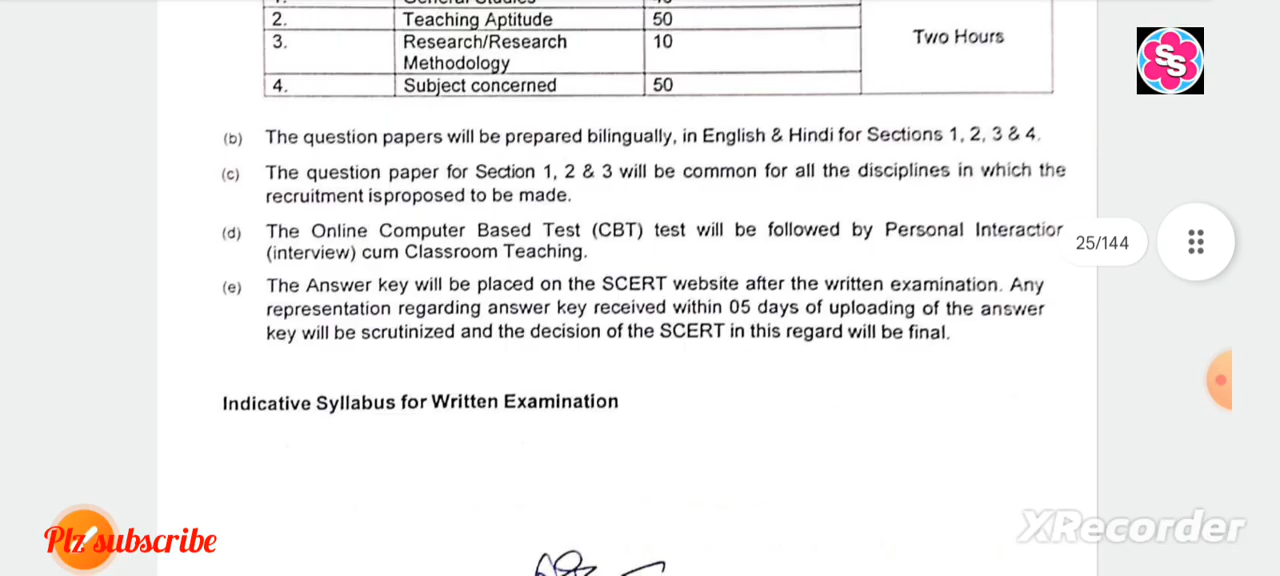 2. Teaching Aptitude 50
3. Research/Research 10 Two Hours
Methodology
4. Subject concerned 50
SS
(b) The question papers will be prepared bilingually, in English & Hindi for Sections 1, 2, 3 & 4.
(c) The question paper for Section 1, 2 & 3 will be common for all the disciplines in which the
recruitment isproposed to be made.
(d) The Online Computer Based Test (CBT) test will be followed by Personal Interaction
(interview) cum Classroom Teaching.
25/144
(e) The Answer key will be placed on the SCERT website after the written examination. Any
representation regarding answer key received within 05 days of uploading of the answer
key will be scrutinized and the decision of the SCERT in this regard will be final.
Indicative Syllabus for Written Examination
Plz subscribe
XRecorder